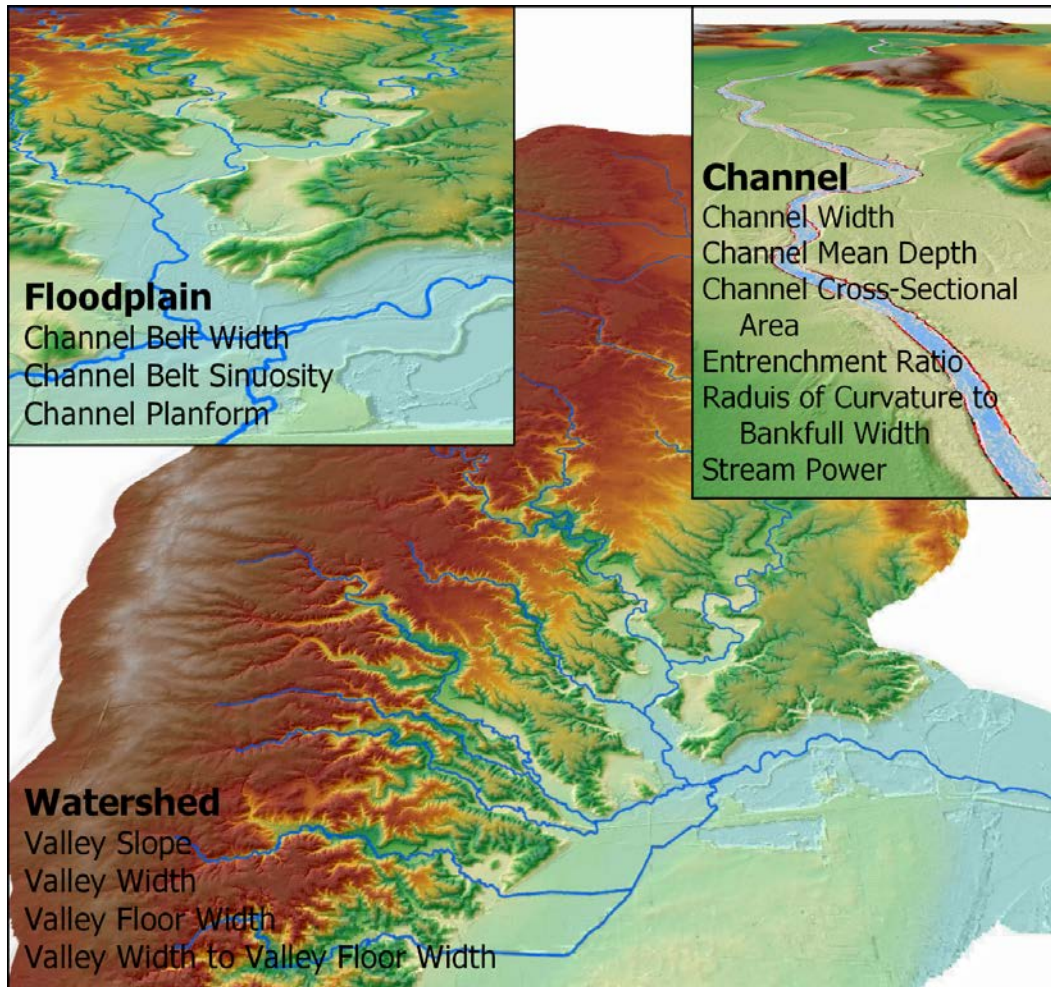 Floodplain
Channel Belt Width
Channel Belt Sinuosity
Channel Planform
Channel
Channel Width
Channel Mean Depth
Channel Cross-Sectional
Area
Entrenchment Ratio
Raduis of Curvature to
Bankfull Width
Stream Power
Watershed
Valley Slope
Valley Width
Valley Floor Width
Valley Width to Valley Floor Width